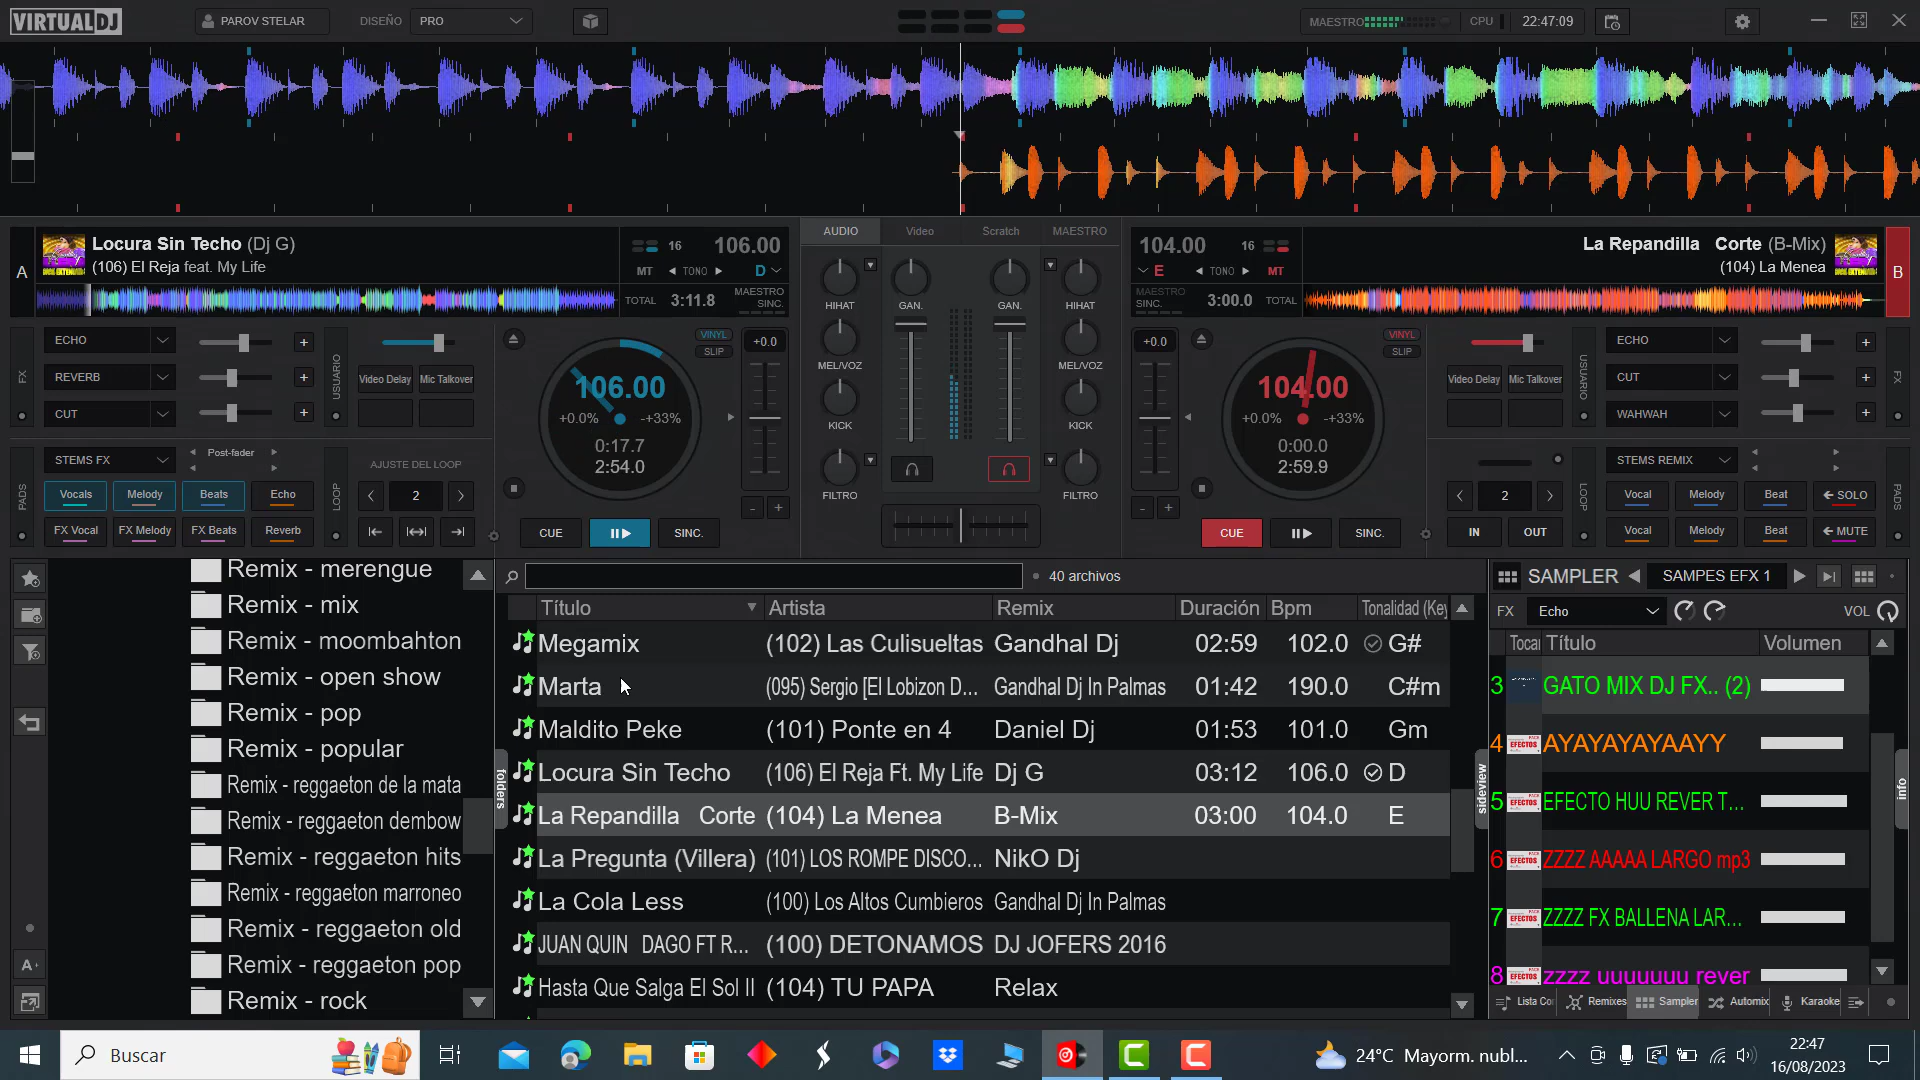 VIRTUALDJ
PAROV STELAR
DISEÑO
PRO
MAESTRO
CPU
22:47:09
A
Locura Sin Techo (Dj G)
(106) El Reja feat. My Life
16
106.00
MT
TONO
D
TOTAL
3:11.8
MAESTRO
SINC.
AUDIO
Video
Scratch
MAESTRO
104.00
16
E
TONO
MT
MAESTRO
SINC.
3:00.0
TOTAL
La Repandilla Corte (B-Mix)
(104) La Menea
B
FX
ECHO
REVERB
CUT
USUARIO
Video Delay
Mic Talkover
VINYL
SLIP
+0.0
106.00
+0.0%
-+33%
0:17.7
2:54.0
HIHAT
GAN.
GAN.
HIHAT
MEL/VOZ
MEL/VOZ
KICK
KICK
FILTRO
FILTRO
+0.0
VINYL
SLIP
104.00
+0.0%
-+33%
0:00.0
2:59.9
Video Delay
Mic Talkover
USUARIO
ECHO
CUT
WAHWAH
FX
PADS
STEMS FX
Post-fader
Vocals
Melody
Beats
Echo
FX Vocal
FX Melody
FX Beats
Reverb
LOOP
AJUSTE DEL LOOP
2
CUE
SINC.
CUE
SINC.
2
IN
OUT
LOOP
STEMS REMIX
Vocal
Melody
Beat
SOLO
Vocal
Melody
Beat
MUTE
PADS
Remix - merengue
Remix - mix
Remix - moombahton
Remix - open show
Remix - pop
Remix - popular
Remix - reggaeton de la mata
Remix - reggaeton dembow
Remix - reggaeton hits
Remix - reggaeton marroneo
Remix - reggaeton old
Remix - reggaeton pop
Remix - rock
folders
40 archivos
Título
Artista
Remix
Duración
Bpm
Tonalidad (Key
Megamix (102) Las Culisueltas Gandhal Dj 02:59 102.0 G#
Marta (095) Sergio [El Lobizon D... Gandhal Dj In Palmas 01:42 190.0 C#m
Maldito Peke (101) Ponte en 4 Daniel Dj 01:53 101.0 Gm
Locura Sin Techo (106) El Reja Ft. My Life Dj G 03:12 106.0 D
La Repandilla Corte (104) La Menea B-Mix 03:00 104.0 E
La Pregunta (Villera) (101) LOS ROMPE DISCO... NikO Dj
La Cola Less (100) Los Altos Cumbieros Gandhal Dj In Palmas
JUAN QUIN DAGO FT R... (100) DETONAMOS DJ JOFERS 2016
Hasta Que Salga El Sol II (104) TU PAPA Relax
sideview
SAMPLER
SAMPES EFX 1
FX
Echo
VOL
Tocar
Título
Volumen
3 GATO MIX DJ FX.. (2)
4 EFECTOS AYAYAYAYAAYY
5 EFECTOS EFECTO HUU REVER T...
6 EFECTOS ZZZZ AAAAA LARGO mp3
7 EFECTOS ZZZZ FX BALLENA LAR...
8 EFECTOS zzzz uuuuuuu rever
info
Lista Co
Remixes
Sampler
Automix
Karaoke
Buscar
24°C Mayorm. nubl...
22:47
16/08/2023